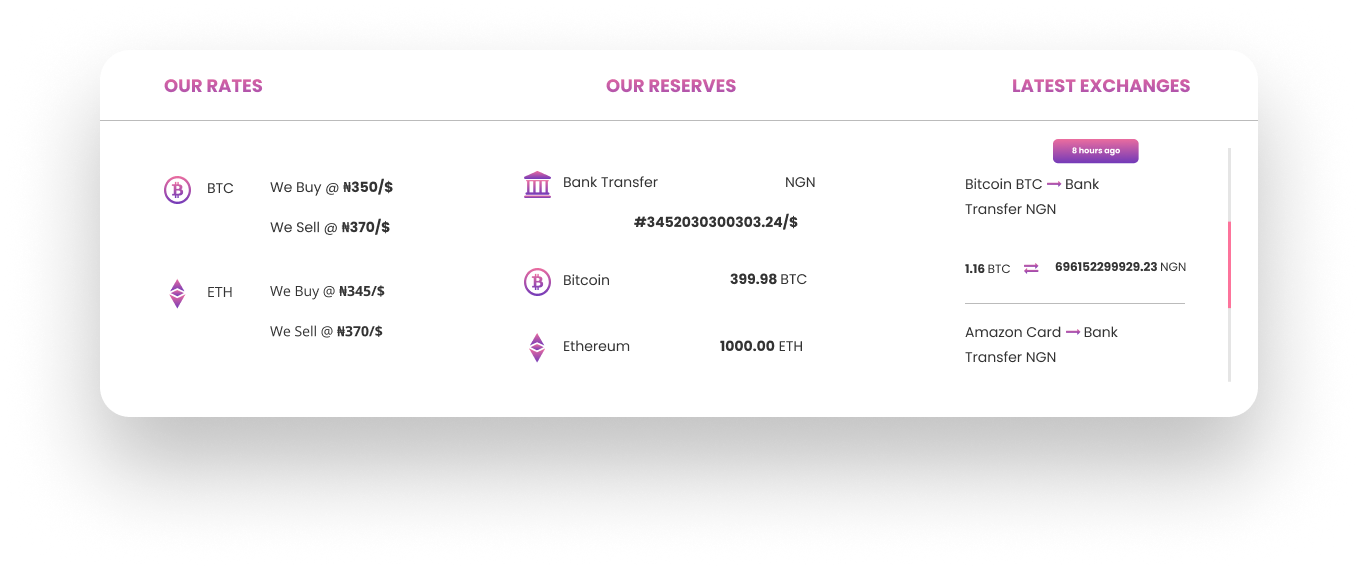 OUR RATES
OUR RESERVES
LATEST EXCHANGES
BTC
We Buy @ ₦350/$
We Sell @ ₦370/$
ETH
We Buy @ ₦345/$
We Sell @ ₦370/$
Bank Transfer NGN
#3452030300303.24/$
Bitcoin 399.98 BTC
Ethereum 1000.00 ETH
8 hours ago
Bitcoin BTC → Bank
Transfer NGN
1.16 BTC ⇄ 696152299929.23 NGN
Amazon Card → Bank
Transfer NGN